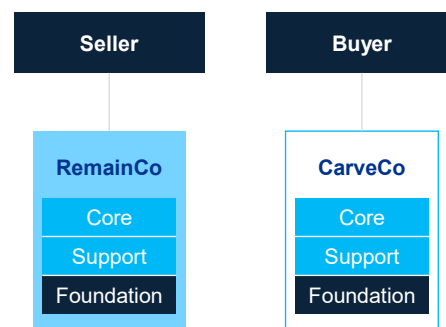 Seller
Buyer
RemainCo
CarveCo
Core
Core
Support
Support
Foundation
Foundation